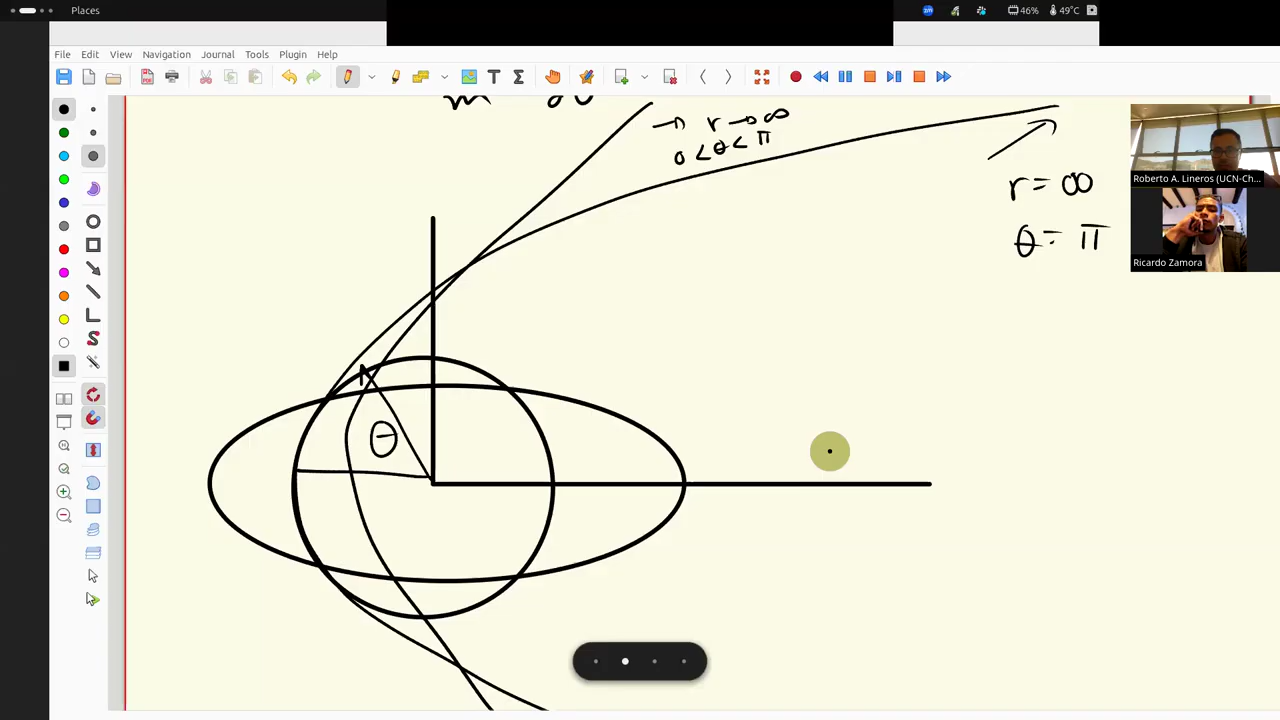 Places
46% 49°C
File Edit View Navigation Journal Tools Plugin Help
→ r → ∞
0 < θ < π
r = ∞
θ = π
θ
Roberto A. Lineros (UCN-Ch...
Ricardo Zamora